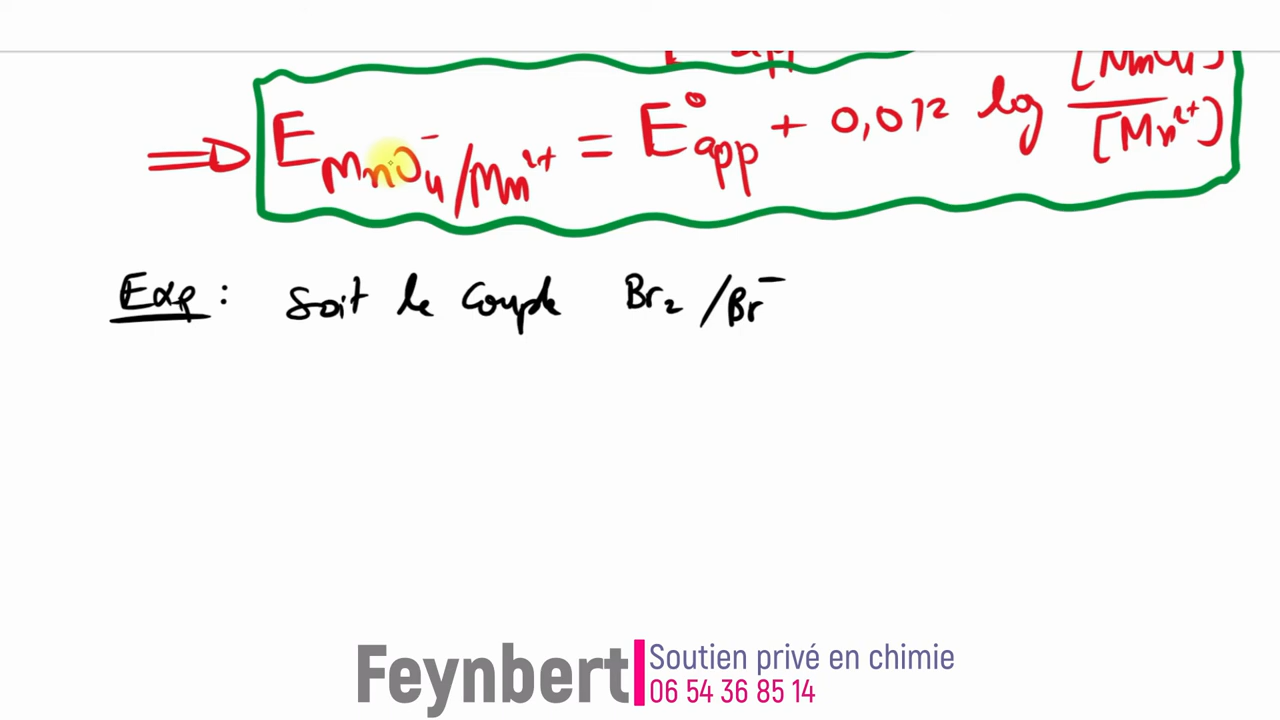 E°app
[MnO₄⁻]
⟹ E MnO₄⁻/Mn²⁺ = E°app + 0,012 log [Mn²⁺]
Exp : Soit le couple Br₂ /Br⁻
Feynbert
Soutien privé en chimie
06 54 36 85 14